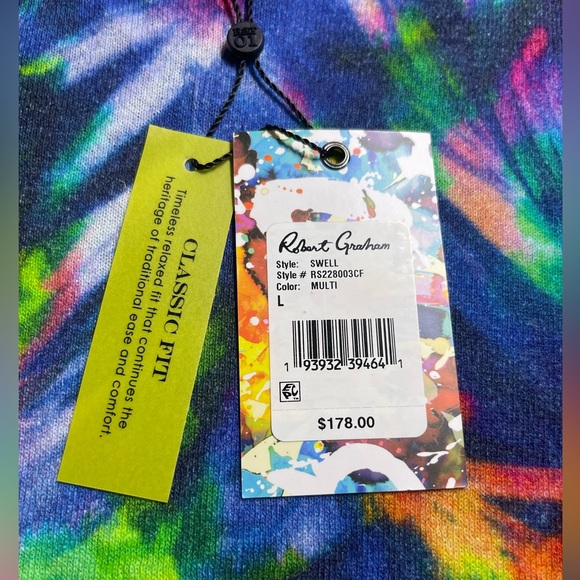 CLASSIC FIT
Timeless relaxed fit that continues the
heritage of traditional ease and comfort.
Robert Graham
Style: SWELL
Style # RS228003CF
Color: MULTI
L
1 93932 39464 1
$178.00